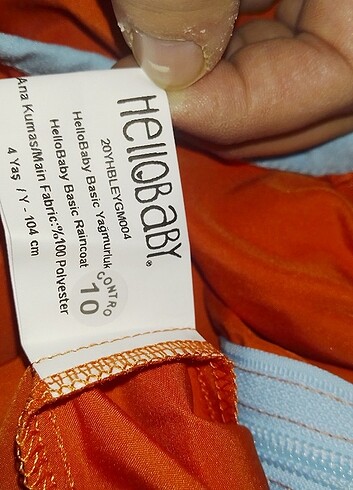 HelloBaBY®
20YHBLEYGM004
HelloBaby Basic Yağmurluk
HelloBaby Basic Raincoat
Ana Kumaş/Main Fabric:%100 Polyester
4 Yaş / Y - 104 cm
CONTRO
10